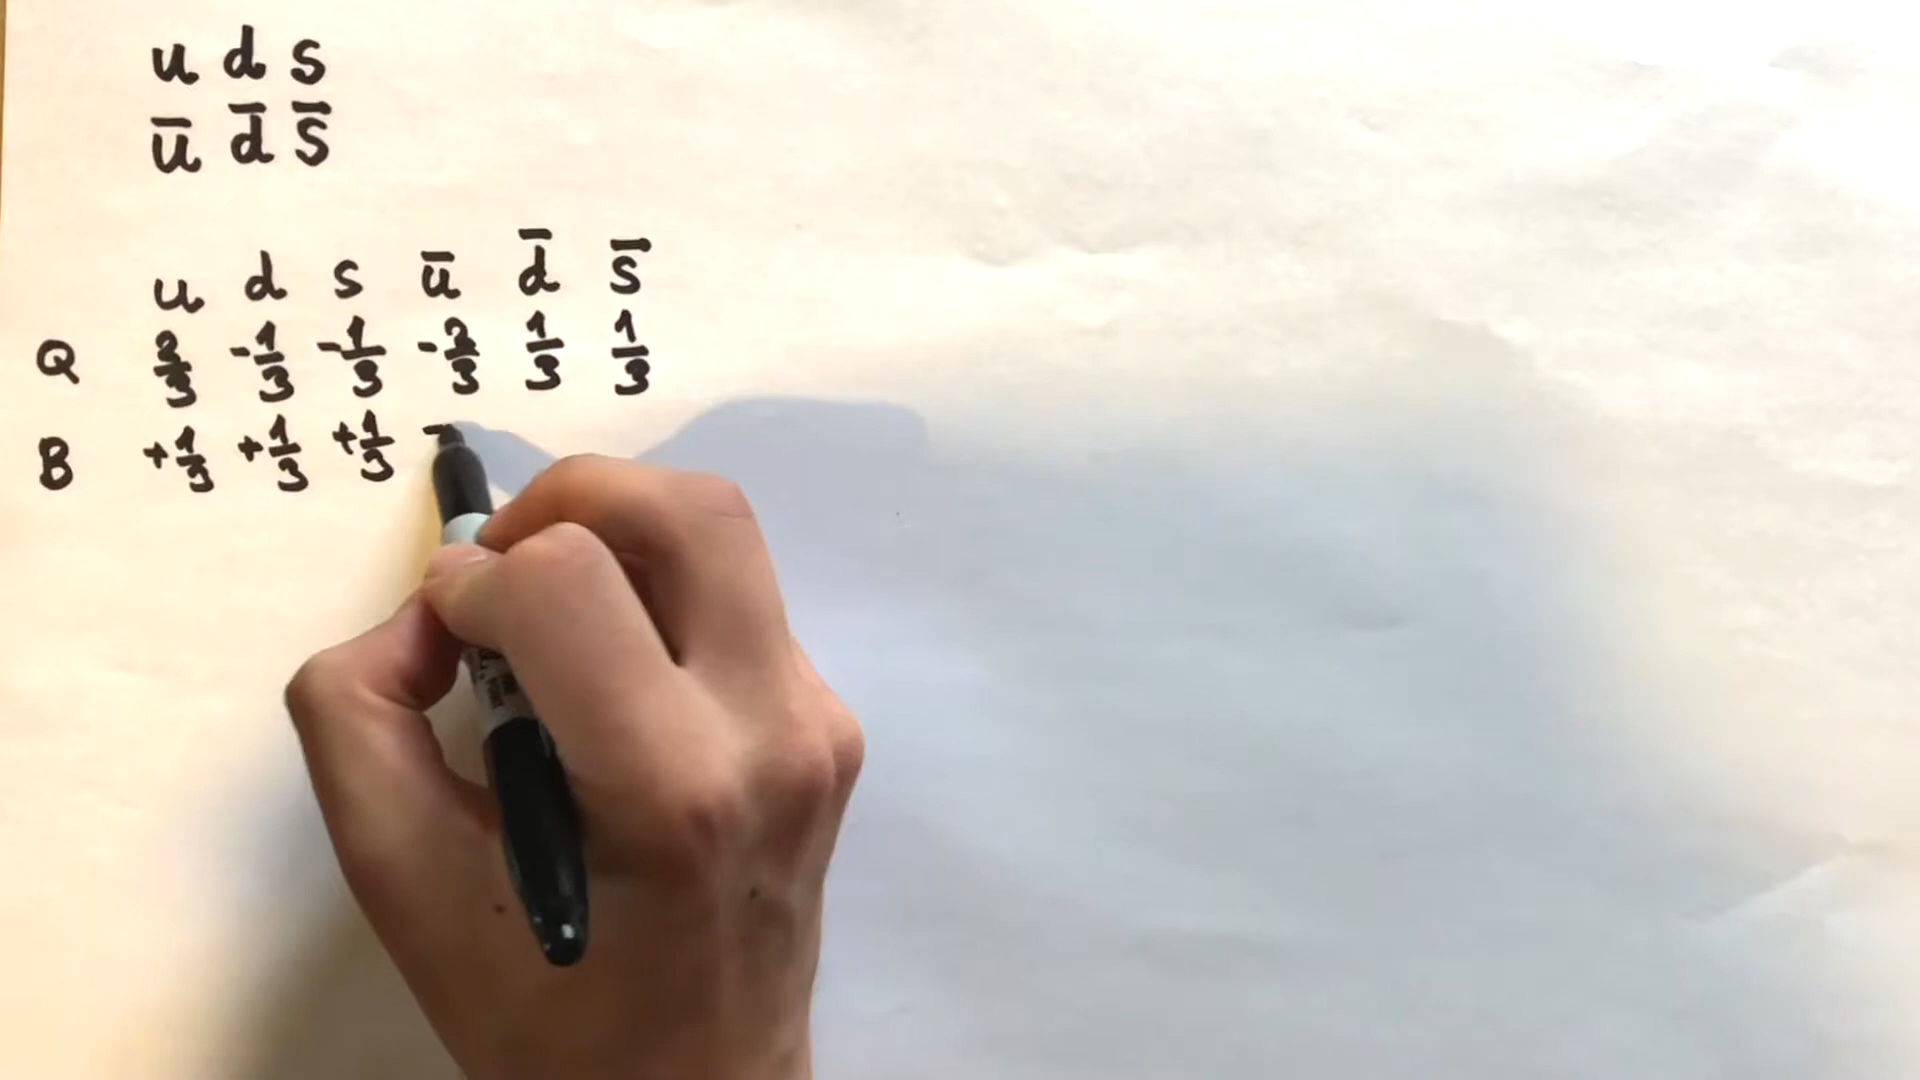 u d s
ū d̄ s̄
u d s ū d̄ s̄
Q 2/3 -1/3 -1/3 -2/3 1/3 1/3
B +1/3 +1/3 +1/3 -